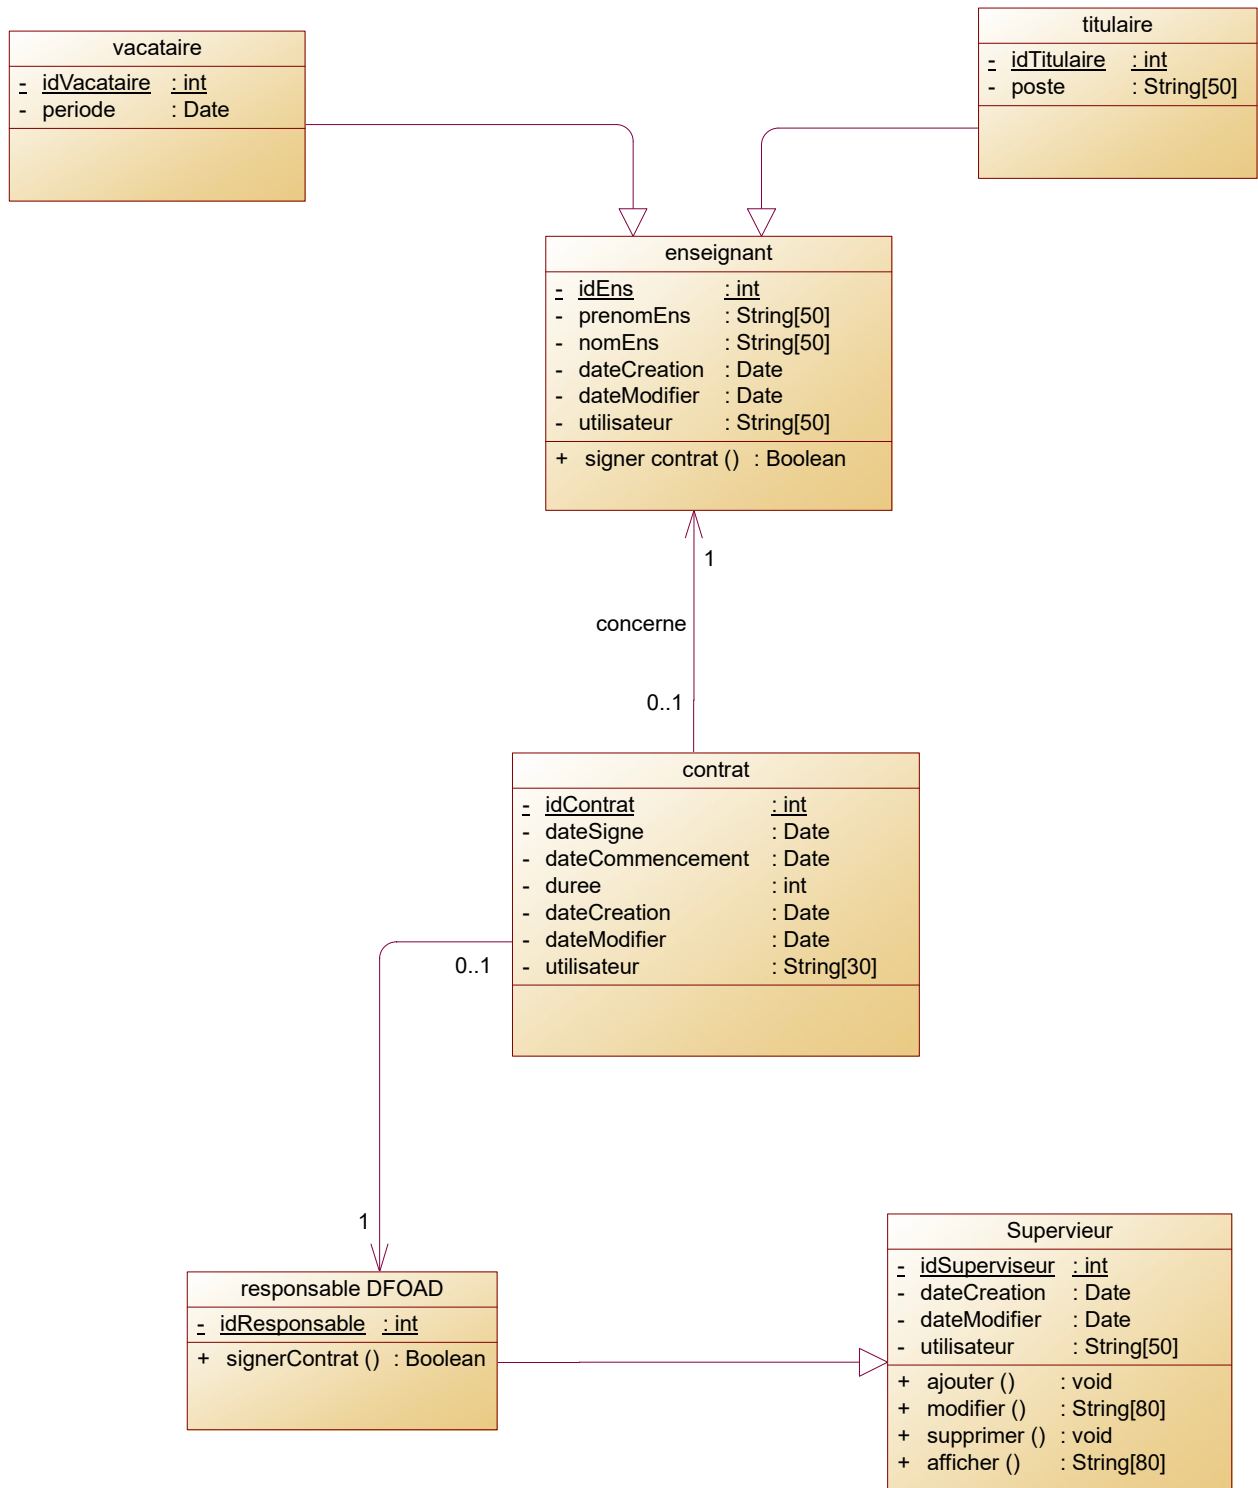 vacataire
- idVacataire : int
- periode : Date
titulaire
- idTitulaire : int
- poste : String[50]
enseignant
- idEns : int
- prenomEns : String[50]
- nomEns : String[50]
- dateCreation : Date
- dateModifier : Date
- utilisateur : String[50]
+ signer contrat () : Boolean
1
concerne
0..1
contrat
- idContrat : int
- dateSigne : Date
- dateCommencement : Date
- duree : int
- dateCreation : Date
- dateModifier : Date
- utilisateur : String[30]
0..1
1
responsable DFOAD
- idResponsable : int
+ signerContrat () : Boolean
Supervieur
- idSuperviseur : int
- dateCreation : Date
- dateModifier : Date
- utilisateur : String[50]
+ ajouter () : void
+ modifier () : String[80]
+ supprimer () : void
+ afficher () : String[80]